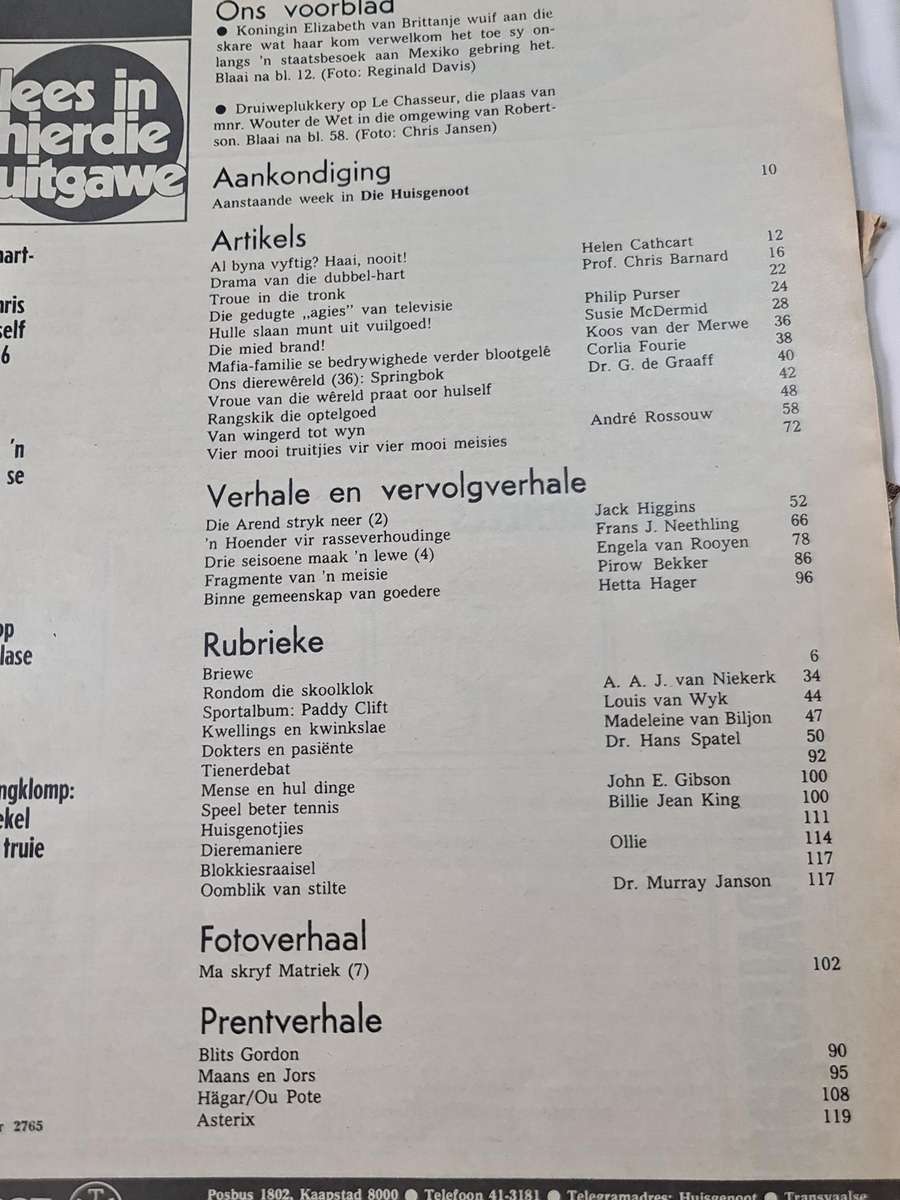 lees in
hierdie
uitgawe
self
6
'n
se
truie
2765
Ons voorblad
● Koningin Elizabeth van Brittanje wuif aan die
skare wat haar kom verwelkom het toe sy on-
langs 'n staatsbesoek aan Mexiko gebring het.
Blaai na bl. 12. (Foto: Reginald Davis)
● Druiweplukkery op Le Chasseur, die plaas van
mnr. Wouter de Wet in die omgewing van Robert-
son. Blaai na bl. 58. (Foto: Chris Jansen)
Aankondiging
Aanstaande week in Die Huisgenoot 10
Artikels
Al byna vyftig? Haai, nooit! Helen Cathcart 12
Drama van die dubbel-hart Prof. Chris Barnard 16
Troue in die tronk 22
Die gedugte „agies” van televisie Philip Purser 24
Hulle slaan munt uit vuilgoed! Susie McDermid 28
Die mied brand! Koos van der Merwe 36
Mafia-familie se bedrywighede verder blootgelê Corlia Fourie 38
Ons dierewêreld (36): Springbok Dr. G. de Graaff 40
Vroue van die wêreld praat oor hulself 42
Rangskik die optelgoed 48
Van wingerd tot wyn André Rossouw 58
Vier mooi truitjies vir vier mooi meisies 72
Verhale en vervolgverhale
Die Arend stryk neer (2) Jack Higgins 52
'n Hoender vir rasseverhoudinge Frans J. Neethling 66
Drie seisoene maak 'n lewe (4) Engela van Rooyen 78
Fragmente van 'n meisie Pirow Bekker 86
Binne gemeenskap van goedere Hetta Hager 96
Rubrieke
Briewe 6
Rondom die skoolklok A. A. J. van Niekerk 34
Sportalbum: Paddy Clift Louis van Wyk 44
Kwellings en kwinkslae Madeleine van Biljon 47
Dokters en pasiënte Dr. Hans Spatel 50
Tienerdebat 92
Mense en hul dinge John E. Gibson 100
Speel beter tennis Billie Jean King 100
Huisgenotjies 111
Dieremaniere Ollie 114
Blokkiesraaisel 117
Oomblik van stilte Dr. Murray Janson 117
Fotoverhaal
Ma skryf Matriek (7) 102
Prentverhale
Blits Gordon 90
Maans en Jors 95
Hägar/Ou Pote 108
Asterix 119
Posbus 1802, Kaapstad 8000 ● Telefoon 41-3181 ● Telegramadres: Huisgenoot ● Transvaalse